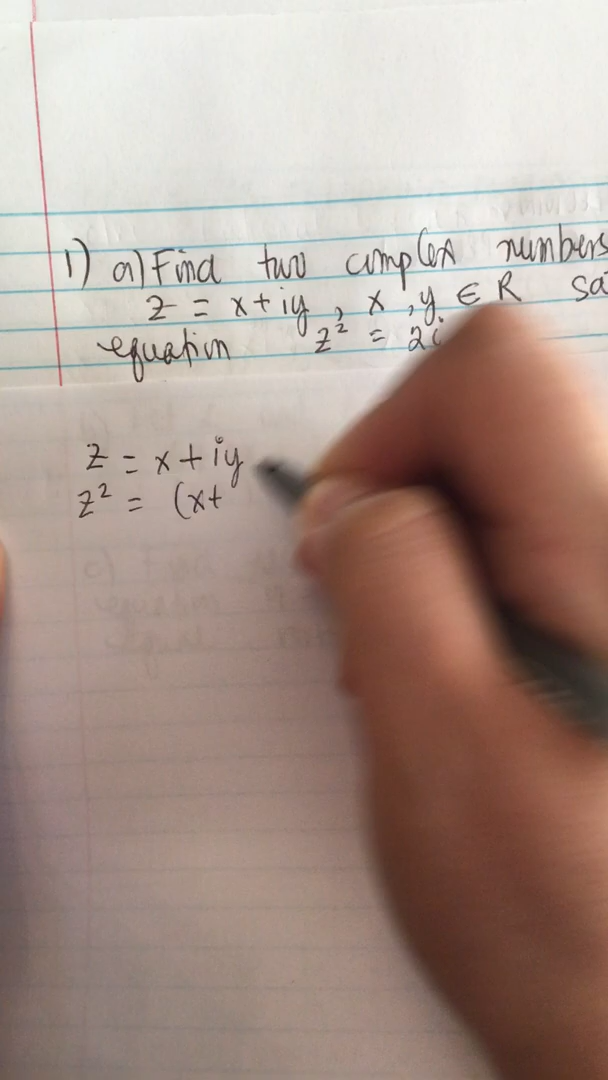 1) a) Find two complex numbers
z = x + iy , x , y ∈ R
equation z² = 2i
z = x + iy
z² = (x+